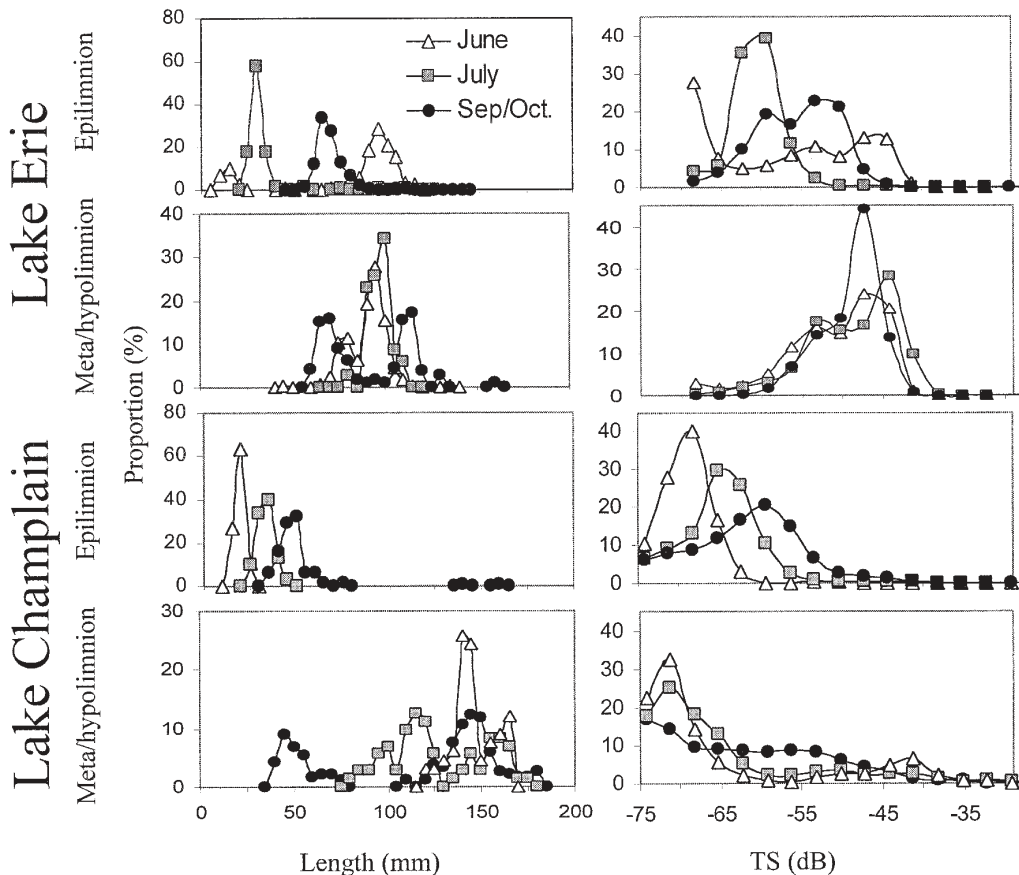 Lake Erie
Lake Champlain
Epilimnion
Meta/hypolimnion
Epilimnion
Meta/hypolimnion
Proportion (%)
June
July
Sep/Oct.
80
60
40
20
0
40
30
20
10
0
40
30
20
10
0
40
30
20
10
0
80
60
40
20
0
40
30
20
10
0
30
20
10
0
40
30
20
10
0
0 50 100 150 200
-75 -65 -55 -45 -35
Length (mm)
TS (dB)